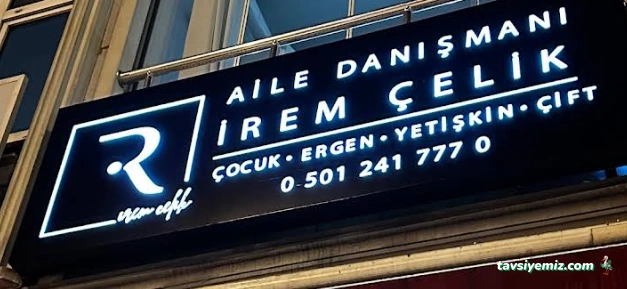 AİLE DANIŞMANI
İREM ÇELİK
ÇOCUK • ERGEN • YETİŞKİN • ÇİFT
0 501 241 777 0
R
irem çelik
tavsiyemiz.com